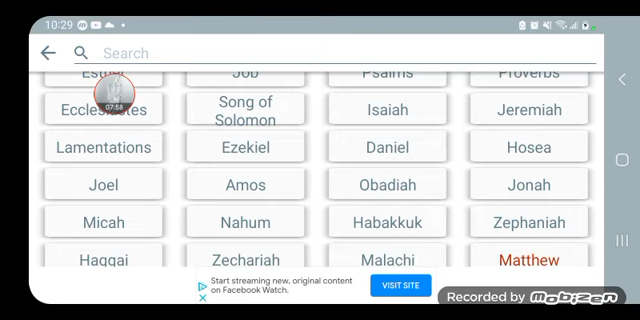 10:29
Search
Esther Job Psalms Proverbs
Ecclesiastes Song of Solomon Isaiah Jeremiah
07:58
Lamentations Ezekiel Daniel Hosea
Joel Amos Obadiah Jonah
Micah Nahum Habakkuk Zephaniah
Haggai Zechariah Malachi Matthew
Start streaming new, original content
on Facebook Watch.
VISIT SITE
Recorded by Mobizen